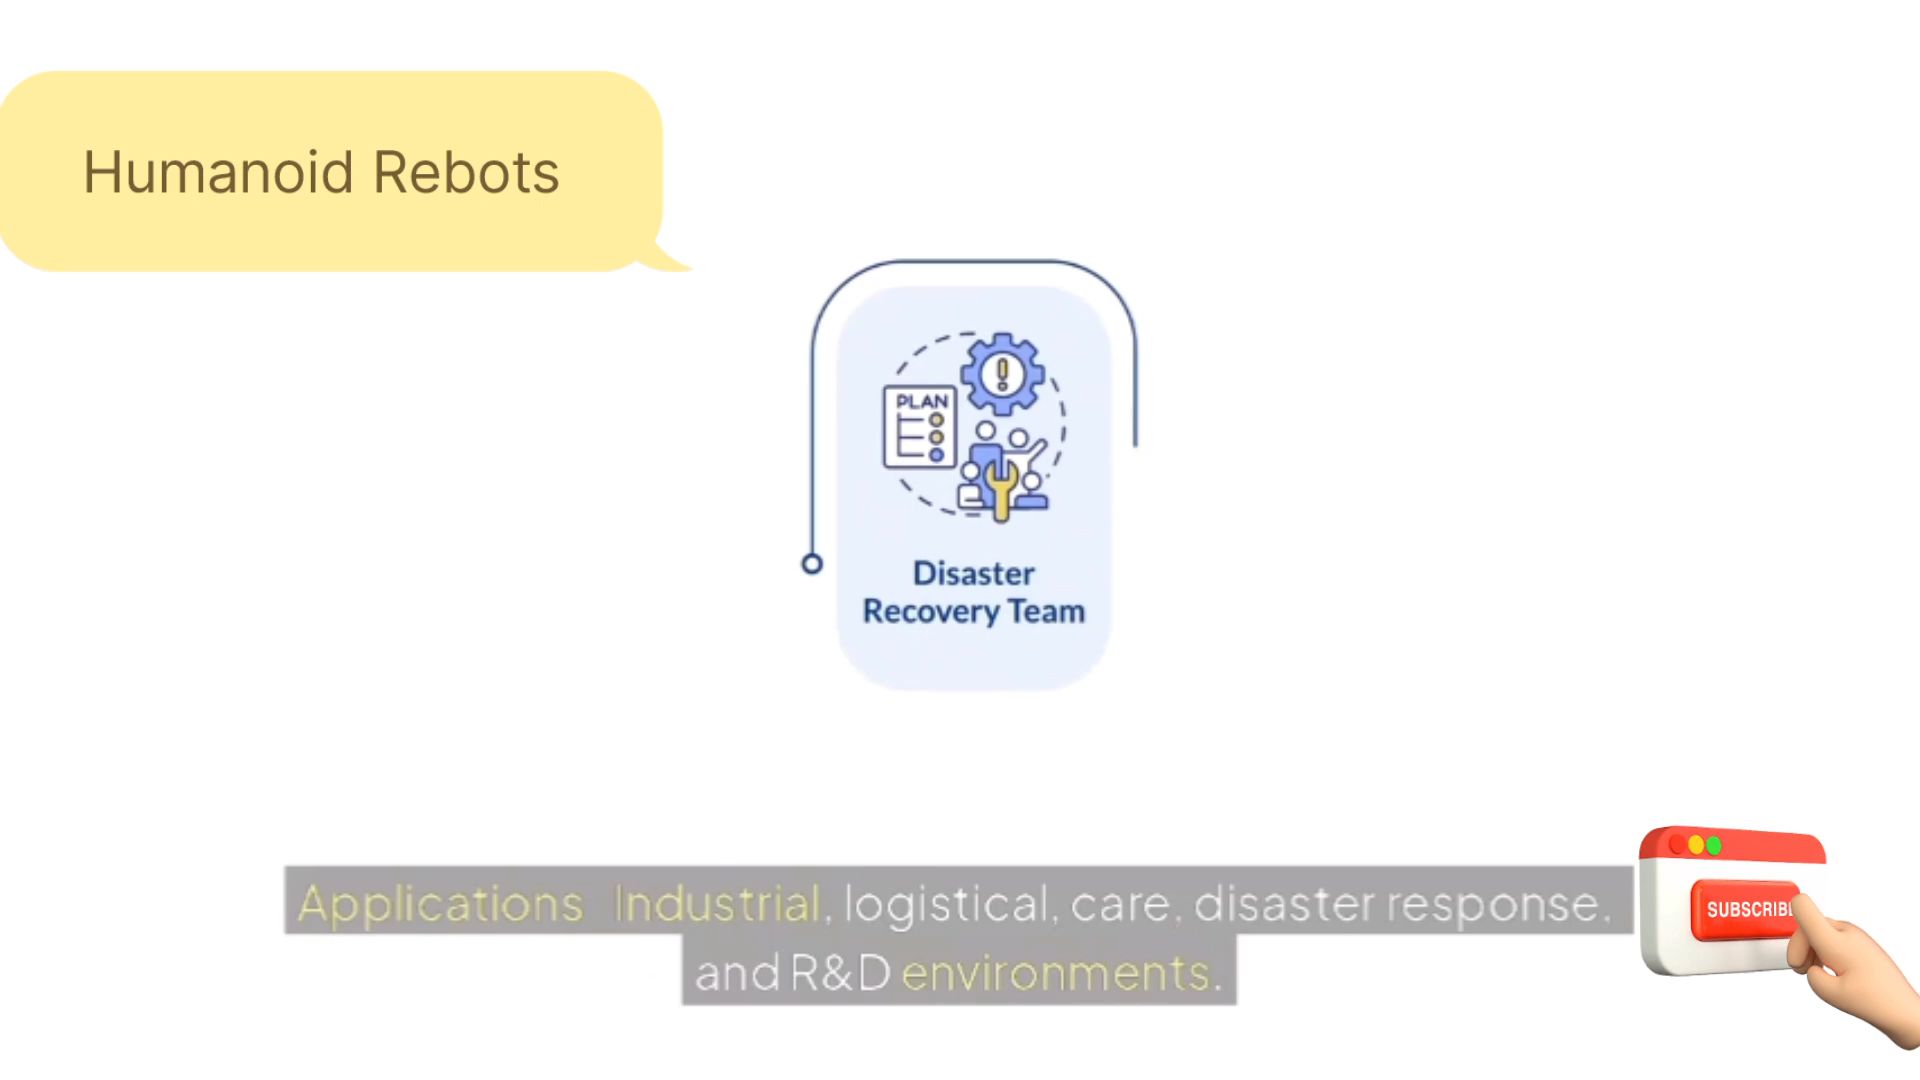 Humanoid Rebots
PLAN
Disaster
Recovery Team
Applications Industrial, logistical, care, disaster response,
and R&D environments.
SUBSCRIBE